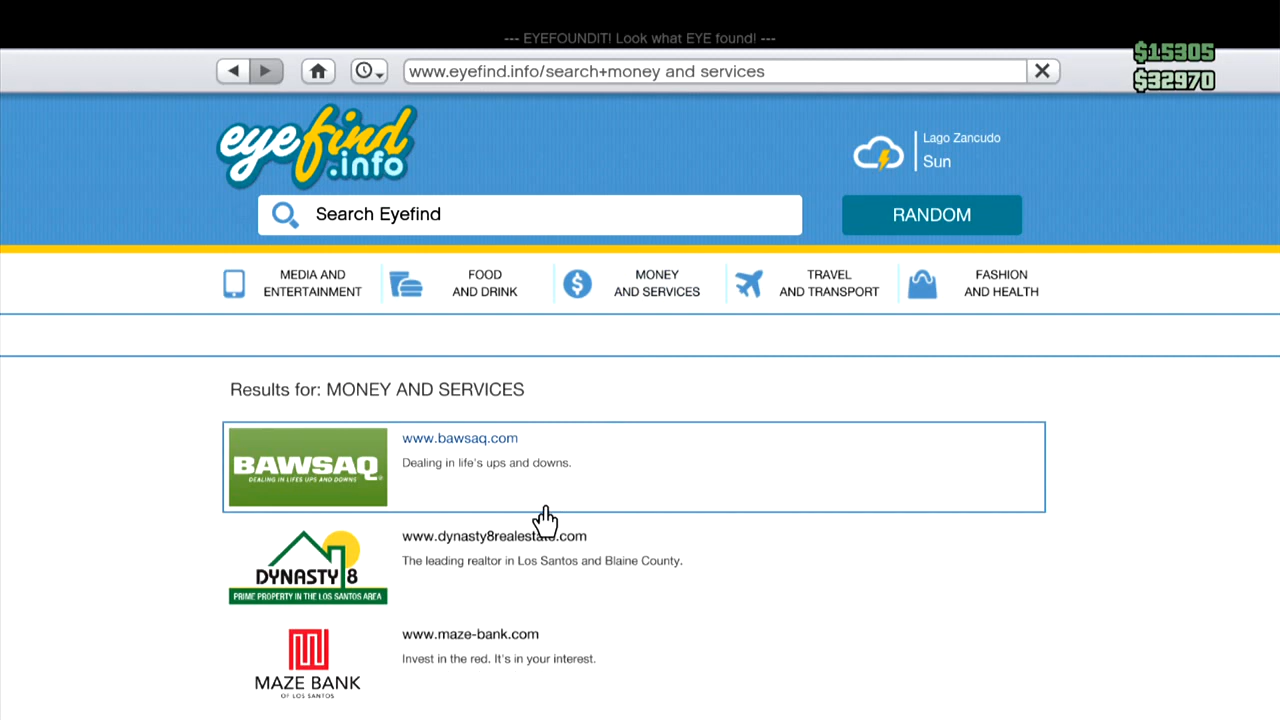 --- EYEFOUNDIT! Look what EYE found! ---
$15305
www.eyefind.info/search+money and services
$32970
eyefind
.info
Lago Zancudo
Sun
Search Eyefind
RANDOM
MEDIA AND
ENTERTAINMENT
FOOD
AND DRINK
MONEY
AND SERVICES
TRAVEL
AND TRANSPORT
FASHION
AND HEALTH
Results for: MONEY AND SERVICES
BAWSAQ
DEALING IN LIFES UPS AND DOWNS
www.bawsaq.com
Dealing in life's ups and downs.
DYNASTY 8
PRIME PROPERTY IN THE LOS SANTOS AREA
www.dynasty8realestate.com
The leading realtor in Los Santos and Blaine County.
MAZE BANK
OF LOS SANTOS
www.maze-bank.com
Invest in the red. It's in your interest.